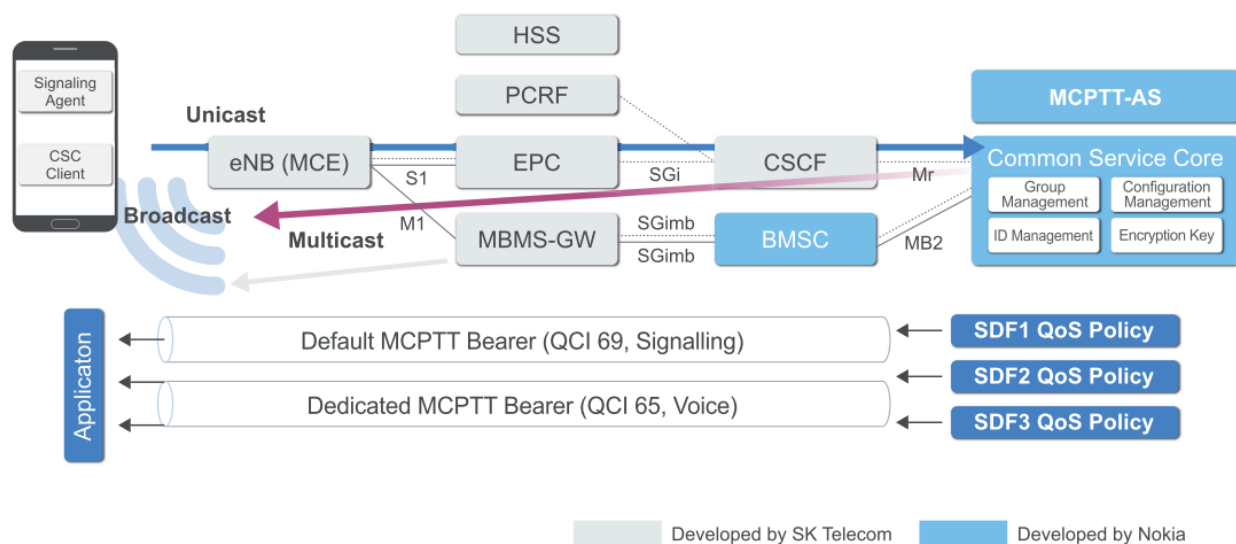 HSS
PCRF
MCPTT-AS
Signaling
Agent
CSC
Client
Unicast
eNB (MCE)
S1
EPC
SGi
CSCF
Mr
Common Service Core
Group
Management
Configuration
Management
ID Management
Encryption Key
Broadcast
Multicast
M1
MBMS-GW
SGimb
SGimb
BMSC
MB2
Applicaton
Default MCPTT Bearer (QCI 69, Signalling)
Dedicated MCPTT Bearer (QCI 65, Voice)
SDF1 QoS Policy
SDF2 QoS Policy
SDF3 QoS Policy
Developed by SK Telecom
Developed by Nokia